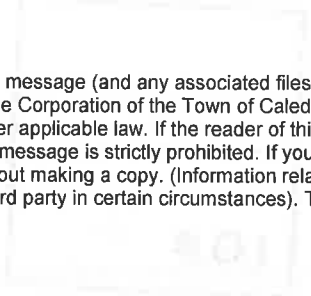 message (and any associated files
e Corporation of the Town of Caled
er applicable law. If the reader of thi
message is strictly prohibited. If you
out making a copy. (Information rela
rd party in certain circumstances). T